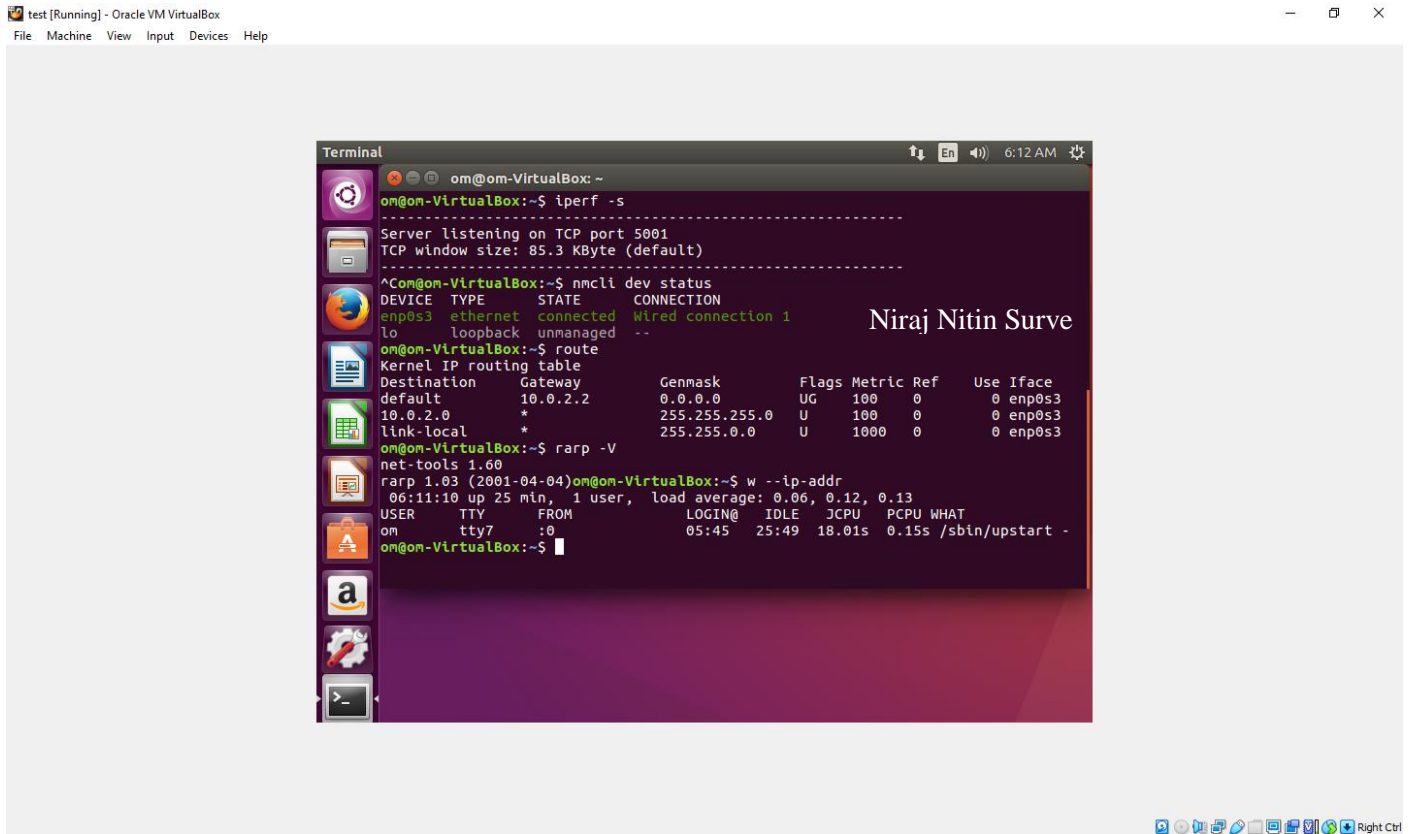 test [Running] - Oracle VM VirtualBox
File Machine View Input Devices Help
Terminal En 6:12 AM
om@om-VirtualBox: ~
om@om-VirtualBox:~$ iperf -s
------------------------------------------------------------
Server listening on TCP port 5001
TCP window size: 85.3 KByte (default)
------------------------------------------------------------
^Com@om-VirtualBox:~$ nmcli dev status
DEVICE  TYPE      STATE      CONNECTION
enp0s3  ethernet  connected  Wired connection 1
lo      loopback  unmanaged  --
Niraj Nitin Surve
om@om-VirtualBox:~$ route
Kernel IP routing table
Destination     Gateway         Genmask         Flags Metric Ref    Use Iface
default         10.0.2.2        0.0.0.0         UG    100    0        0 enp0s3
10.0.2.0        *               255.255.255.0   U     100    0        0 enp0s3
link-local      *               255.255.0.0     U     1000   0        0 enp0s3
om@om-VirtualBox:~$ rarp -V
net-tools 1.60
rarp 1.03 (2001-04-04)om@om-VirtualBox:~$ w --ip-addr
 06:11:10 up 25 min,  1 user,  load average: 0.06, 0.12, 0.13
USER     TTY      FROM             LOGIN@   IDLE   JCPU   PCPU WHAT
om       tty7     :0               05:45   25:49  18.01s  0.15s /sbin/upstart -
om@om-VirtualBox:~$
Right Ctrl